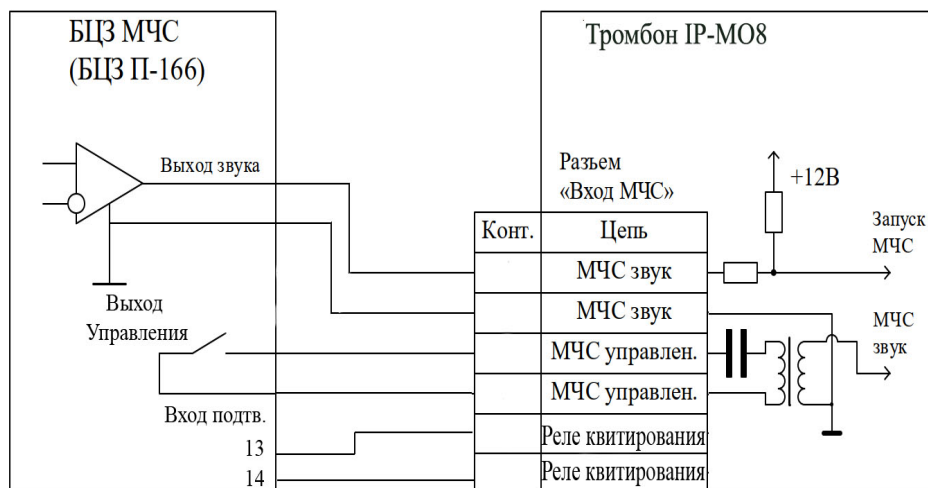 БЦЗ МЧС
(БЦЗ П-166)
Тромбон IP-МО8
Выход звука
Разъем
«Вход МЧС»
+12В
Запуск
МЧС
Конт.
Цепь
МЧС звук
МЧС звук
МЧС управлен.
МЧС управлен.
Реле квитирования
Реле квитирования
Выход
Управления
МЧС
звук
Вход подтв.
13
14